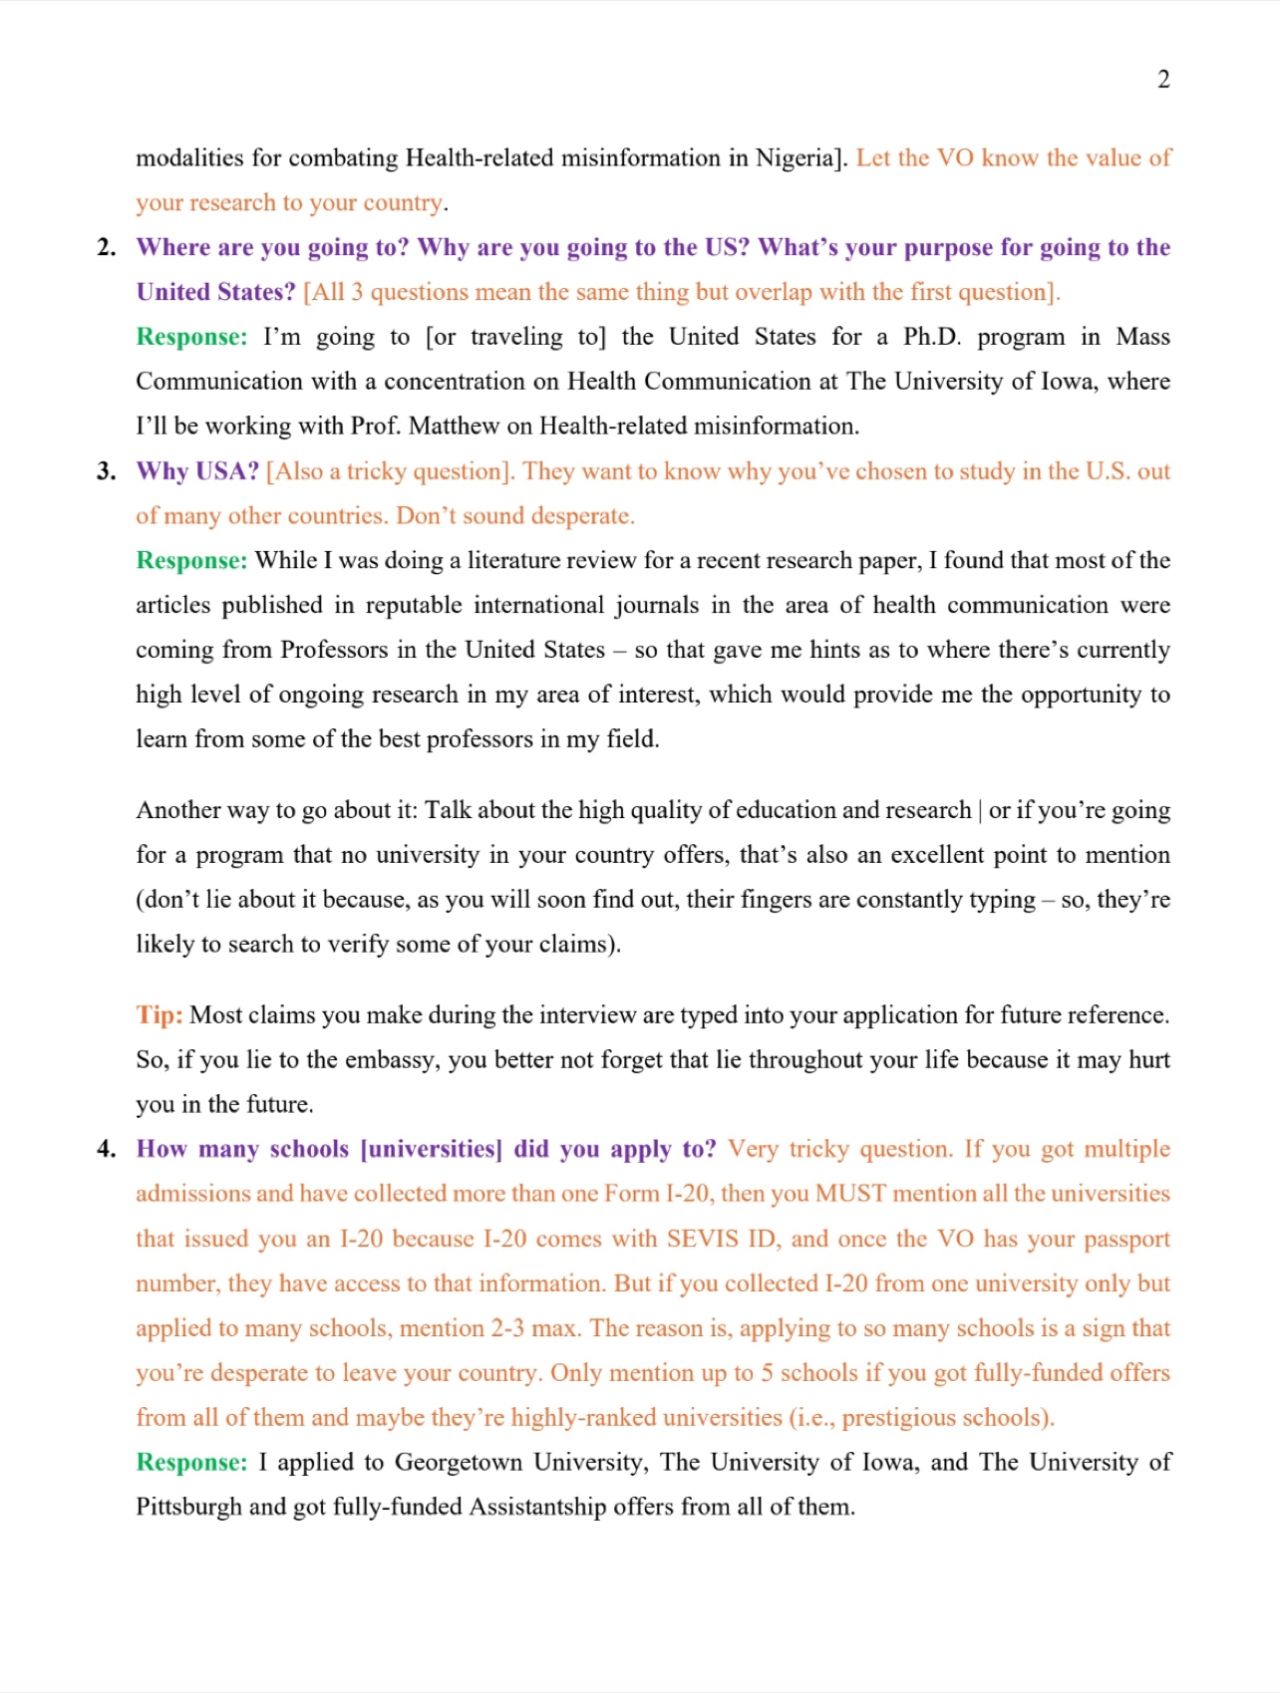 2
modalities for combating Health-related misinformation in Nigeria]. Let the VO know the value of
your research to your country.
2. Where are you going to? Why are you going to the US? What’s your purpose for going to the
United States? [All 3 questions mean the same thing but overlap with the first question].
Response: I’m going to [or traveling to] the United States for a Ph.D. program in Mass
Communication with a concentration on Health Communication at The University of Iowa, where
I’ll be working with Prof. Matthew on Health-related misinformation.
3. Why USA? [Also a tricky question]. They want to know why you’ve chosen to study in the U.S. out
of many other countries. Don’t sound desperate.
Response: While I was doing a literature review for a recent research paper, I found that most of the
articles published in reputable international journals in the area of health communication were
coming from Professors in the United States – so that gave me hints as to where there’s currently
high level of ongoing research in my area of interest, which would provide me the opportunity to
learn from some of the best professors in my field.
Another way to go about it: Talk about the high quality of education and research | or if you’re going
for a program that no university in your country offers, that’s also an excellent point to mention
(don’t lie about it because, as you will soon find out, their fingers are constantly typing – so, they’re
likely to search to verify some of your claims).
Tip: Most claims you make during the interview are typed into your application for future reference.
So, if you lie to the embassy, you better not forget that lie throughout your life because it may hurt
you in the future.
4. How many schools [universities] did you apply to? Very tricky question. If you got multiple
admissions and have collected more than one Form I-20, then you MUST mention all the universities
that issued you an I-20 because I-20 comes with SEVIS ID, and once the VO has your passport
number, they have access to that information. But if you collected I-20 from one university only but
applied to many schools, mention 2-3 max. The reason is, applying to so many schools is a sign that
you’re desperate to leave your country. Only mention up to 5 schools if you got fully-funded offers
from all of them and maybe they’re highly-ranked universities (i.e., prestigious schools).
Response: I applied to Georgetown University, The University of Iowa, and The University of
Pittsburgh and got fully-funded Assistantship offers from all of them.